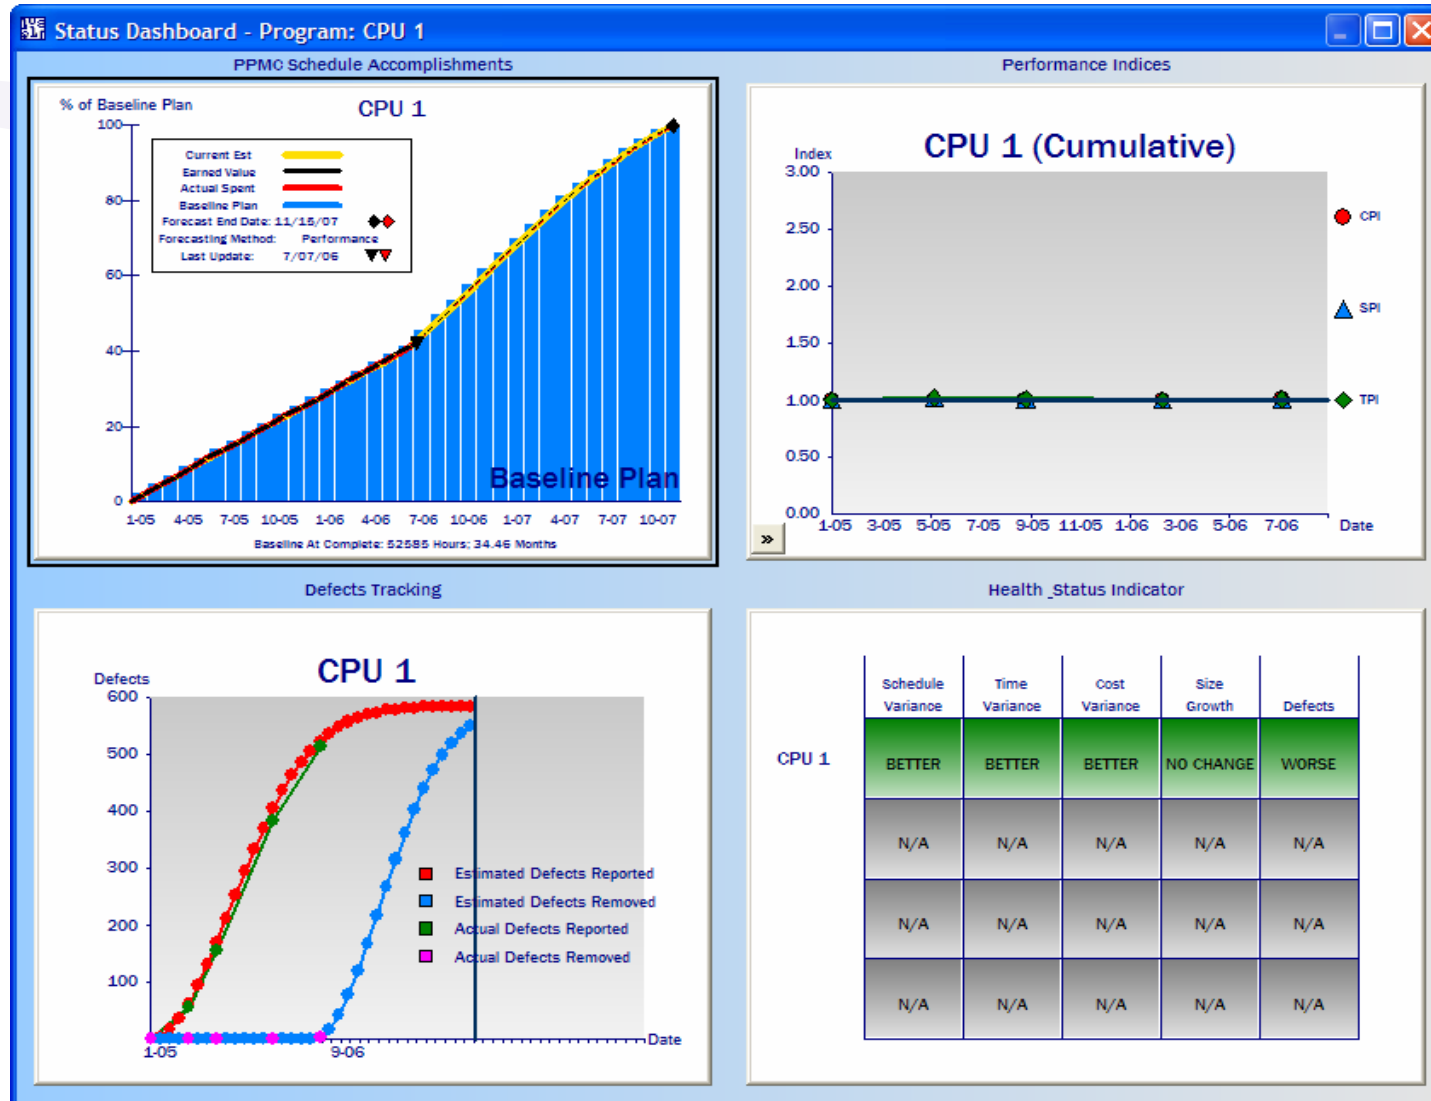 Status Dashboard - Program: CPU 1
PPMC Schedule Accomplishments
% of Baseline Plan
CPU 1
100
80
60
40
20
0
Current Est
Earned Value
Actual Spent
Baseline Plan
Forecast End Date: 11/15/07
Forecasting Method: Performance
Last Update: 7/07/06
Baseline Plan
1-05 4-05 7-05 10-05 1-06 4-06 7-06 10-06 1-07 4-07 7-07 10-07
Baseline At Complete: 52585 Hours; 34.46 Months
Performance Indices
CPU 1 (Cumulative)
Index
3.00
2.50
2.00
1.50
1.00
0.50
0.00
CPI
SPI
TPI
1-05 3-05 5-05 7-05 9-05 11-05 1-06 3-06 5-06 7-06 Date
»
Defects Tracking
CPU 1
Defects
600
500
400
300
200
100
Estimated Defects Reported
Estimated Defects Removed
Actual Defects Reported
Actual Defects Removed
1-05 9-06 Date
Health _Status Indicator
Schedule Variance Time Variance Cost Variance Size Growth Defects
CPU 1 BETTER BETTER BETTER NO CHANGE WORSE
N/A N/A N/A N/A N/A
N/A N/A N/A N/A N/A
N/A N/A N/A N/A N/A